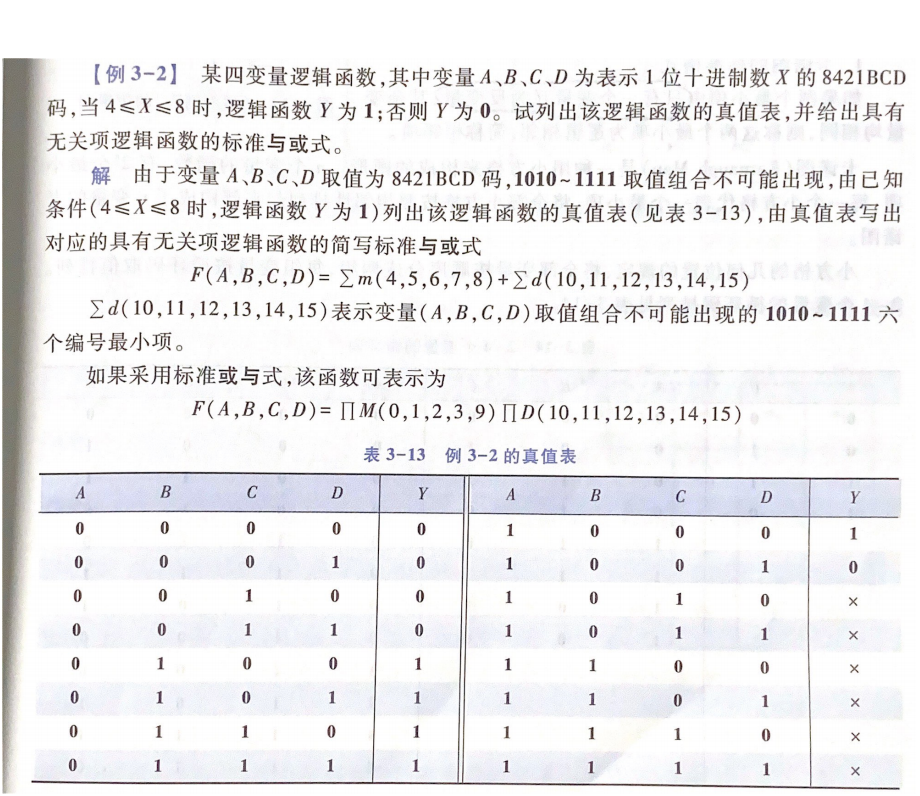 【例 3-2】 某四变量逻辑函数,其中变量 A、B、C、D 为表示 1 位十进制数 X 的 8421BCD
码,当 4≤X≤8 时,逻辑函数 Y 为 1;否则 Y 为 0。试列出该逻辑函数的真值表,并给出具有
无关项逻辑函数的标准与或式。
解 由于变量 A、B、C、D 取值为 8421BCD 码,1010~1111 取值组合不可能出现,由已知
条件(4≤X≤8 时,逻辑函数 Y 为 1)列出该逻辑函数的真值表(见表 3-13),由真值表写出
对应的具有无关项逻辑函数的简写标准与或式
F(A,B,C,D)= ∑m(4,5,6,7,8)+∑d(10,11,12,13,14,15)
∑d(10,11,12,13,14,15)表示变量(A,B,C,D)取值组合不可能出现的 1010~1111 六
个编号最小项。
如果采用标准或与式,该函数可表示为
F(A,B,C,D)= ∏M(0,1,2,3,9)∏D(10,11,12,13,14,15)
表 3-13 例 3-2 的真值表
A B C D Y A B C D Y
0 0 0 0 0 1 0 0 0 1
0 0 0 1 0 1 0 0 1 0
0 0 1 0 0 1 0 1 0 ×
0 0 1 1 0 1 0 1 1 ×
0 1 0 0 1 1 1 0 0 ×
0 1 0 1 1 1 1 0 1 ×
0 1 1 0 1 1 1 1 0 ×
0 1 1 1 1 1 1 1 1 ×